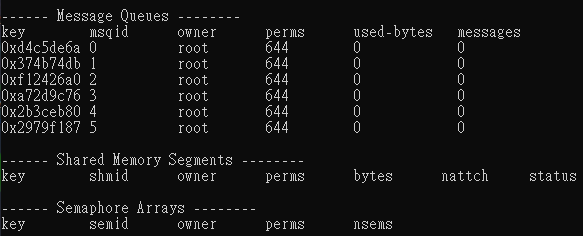 ------ Message Queues --------
key        msqid      owner      perms      used-bytes   messages
0xd4c5de6a 0          root       644        0            0
0x374b74db 1          root       644        0            0
0xf12426a0 2          root       644        0            0
0xa72d9c76 3          root       644        0            0
0x2b3ceb80 4          root       644        0            0
0x2979f187 5          root       644        0            0
------ Shared Memory Segments --------
key        shmid      owner      perms      bytes      nattch     status
------ Semaphore Arrays --------
key        semid      owner      perms      nsems